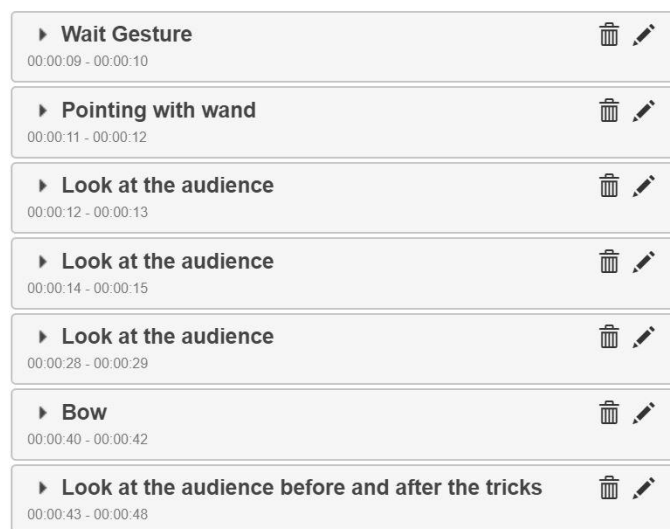 Wait Gesture
00:00:09 - 00:00:10
Pointing with wand
00:00:11 - 00:00:12
Look at the audience
00:00:12 - 00:00:13
Look at the audience
00:00:14 - 00:00:15
Look at the audience
00:00:28 - 00:00:29
Bow
00:00:40 - 00:00:42
Look at the audience before and after the tricks
00:00:43 - 00:00:48